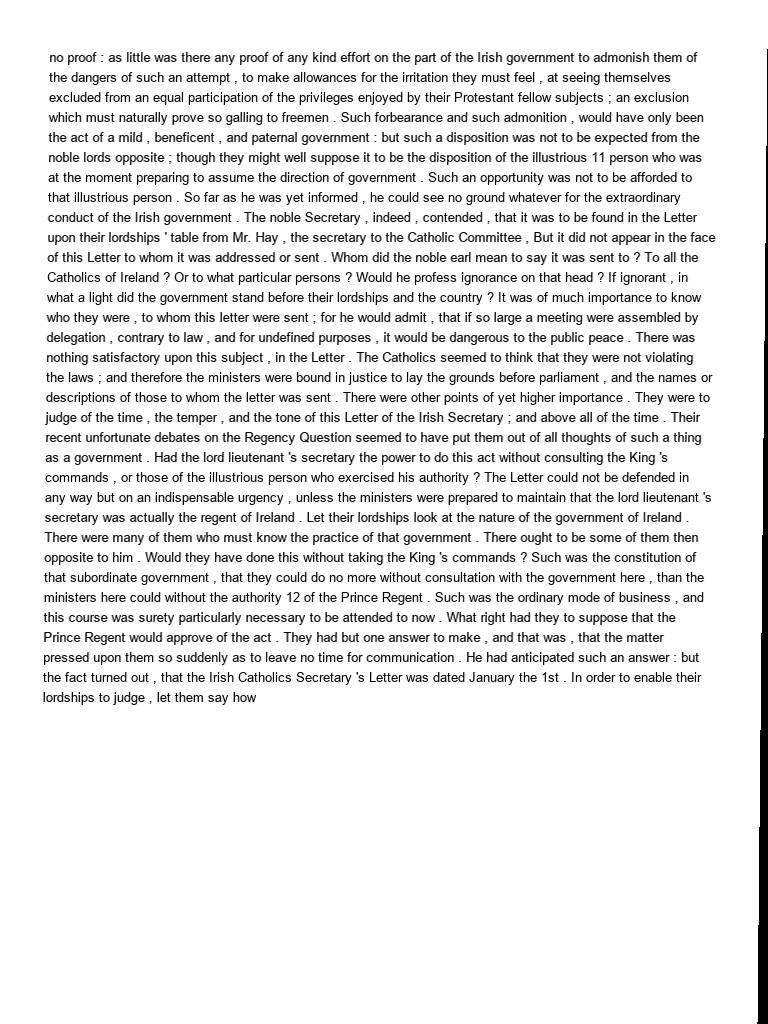 no proof : as little was there any proof of any kind effort on the part of the Irish government to admonish them of
the dangers of such an attempt , to make allowances for the irritation they must feel , at seeing themselves
excluded from an equal participation of the privileges enjoyed by their Protestant fellow subjects ; an exclusion
which must naturally prove so galling to freemen . Such forbearance and such admonition , would have only been
the act of a mild , beneficent , and paternal government : but such a disposition was not to be expected from the
noble lords opposite ; though they might well suppose it to be the disposition of the illustrious 11 person who was
at the moment preparing to assume the direction of government . Such an opportunity was not to be afforded to
that illustrious person . So far as he was yet informed , he could see no ground whatever for the extraordinary
conduct of the Irish government . The noble Secretary , indeed , contended , that it was to be found in the Letter
upon their lordships ' table from Mr. Hay , the secretary to the Catholic Committee , But it did not appear in the face
of this Letter to whom it was addressed or sent . Whom did the noble earl mean to say it was sent to ? To all the
Catholics of Ireland ? Or to what particular persons ? Would he profess ignorance on that head ? If ignorant , in
what a light did the government stand before their lordships and the country ? It was of much importance to know
who they were , to whom this letter were sent ; for he would admit , that if so large a meeting were assembled by
delegation , contrary to law , and for undefined purposes , it would be dangerous to the public peace . There was
nothing satisfactory upon this subject , in the Letter . The Catholics seemed to think that they were not violating
the laws ; and therefore the ministers were bound in justice to lay the grounds before parliament , and the names or
descriptions of those to whom the letter was sent . There were other points of yet higher importance . They were to
judge of the time , the temper , and the tone of this Letter of the Irish Secretary ; and above all of the time . Their
recent unfortunate debates on the Regency Question seemed to have put them out of all thoughts of such a thing
as a government . Had the lord lieutenant 's secretary the power to do this act without consulting the King 's
commands , or those of the illustrious person who exercised his authority ? The Letter could not be defended in
any way but on an indispensable urgency , unless the ministers were prepared to maintain that the lord lieutenant 's
secretary was actually the regent of Ireland . Let their lordships look at the nature of the government of Ireland .
There were many of them who must know the practice of that government . There ought to be some of them then
opposite to him . Would they have done this without taking the King 's commands ? Such was the constitution of
that subordinate government , that they could do no more without consultation with the government here , than the
ministers here could without the authority 12 of the Prince Regent . Such was the ordinary mode of business , and
this course was surety particularly necessary to be attended to now . What right had they to suppose that the
Prince Regent would approve of the act . They had but one answer to make , and that was , that the matter
pressed upon them so suddenly as to leave no time for communication . He had anticipated such an answer : but
the fact turned out , that the Irish Catholics Secretary 's Letter was dated January the 1st . In order to enable their
lordships to judge , let them say how